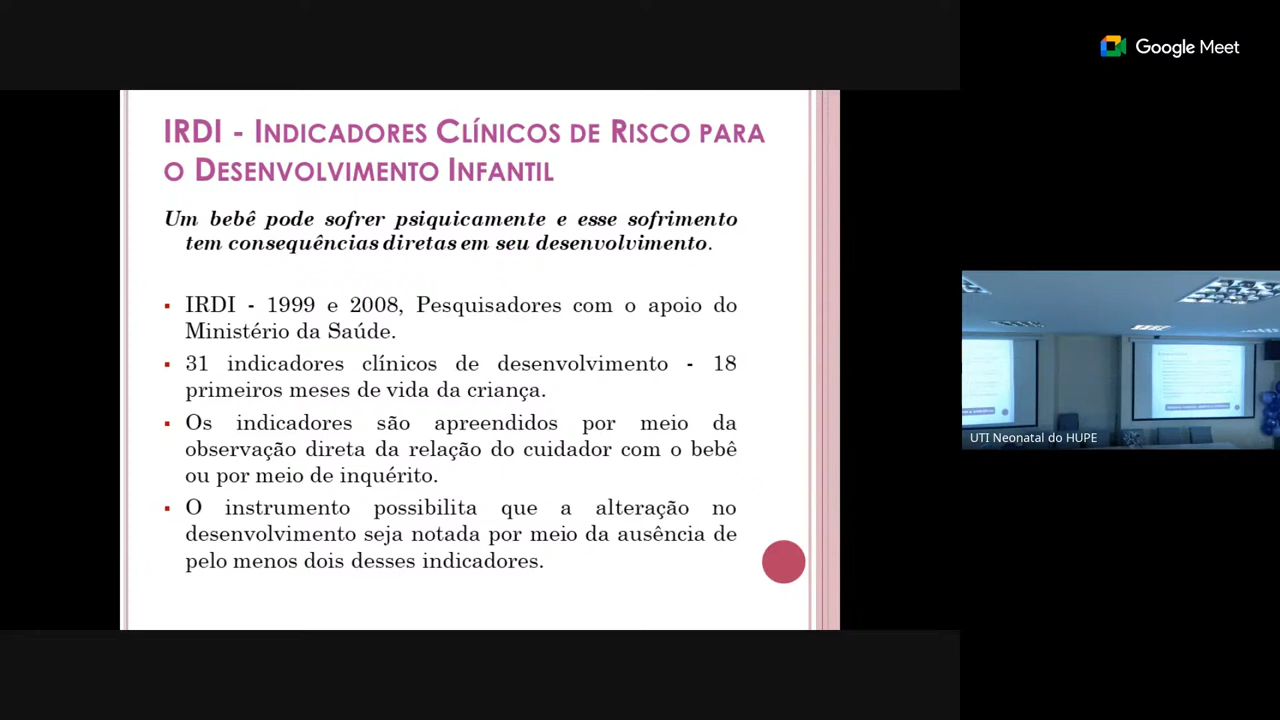 Google Meet
IRDI - Indicadores Clínicos de Risco para
o Desenvolvimento Infantil
Um bebê pode sofrer psiquicamente e esse sofrimento
tem consequências diretas em seu desenvolvimento.
▪ IRDI - 1999 e 2008, Pesquisadores com o apoio do
Ministério da Saúde.
▪ 31 indicadores clínicos de desenvolvimento - 18
primeiros meses de vida da criança.
▪ Os indicadores são apreendidos por meio da
observação direta da relação do cuidador com o bebê
ou por meio de inquérito.
▪ O instrumento possibilita que a alteração no
desenvolvimento seja notada por meio da ausência de
pelo menos dois desses indicadores.
UTI Neonatal do HUPE